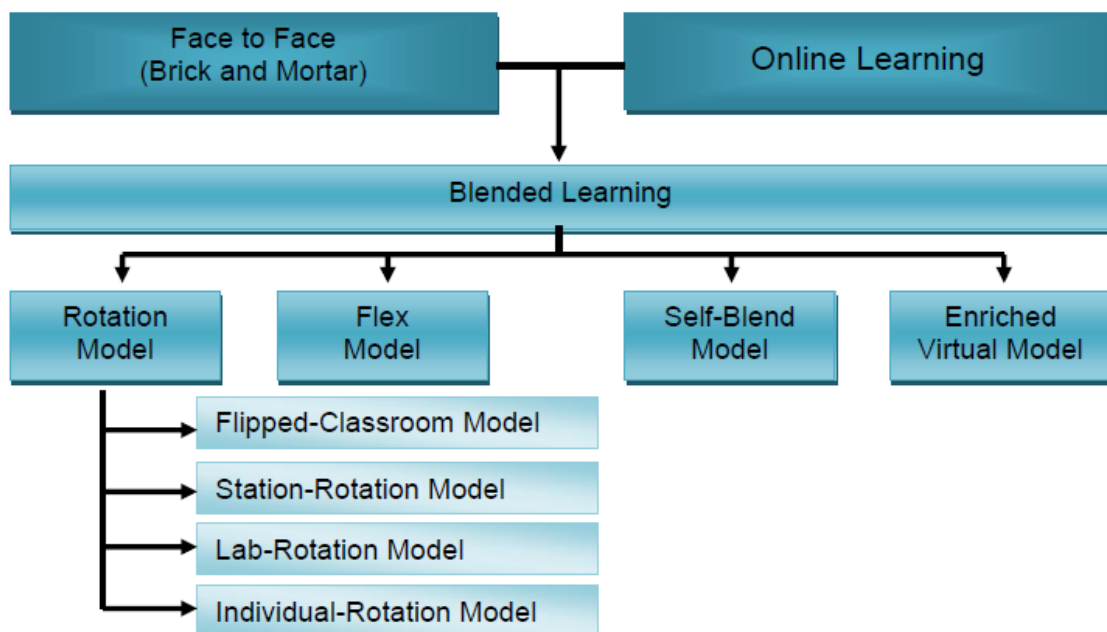 Face to Face
(Brick and Mortar)
Online Learning
Blended Learning
Rotation
Model
Flex
Model
Self-Blend
Model
Enriched
Virtual Model
Flipped-Classroom Model
Station-Rotation Model
Lab-Rotation Model
Individual-Rotation Model